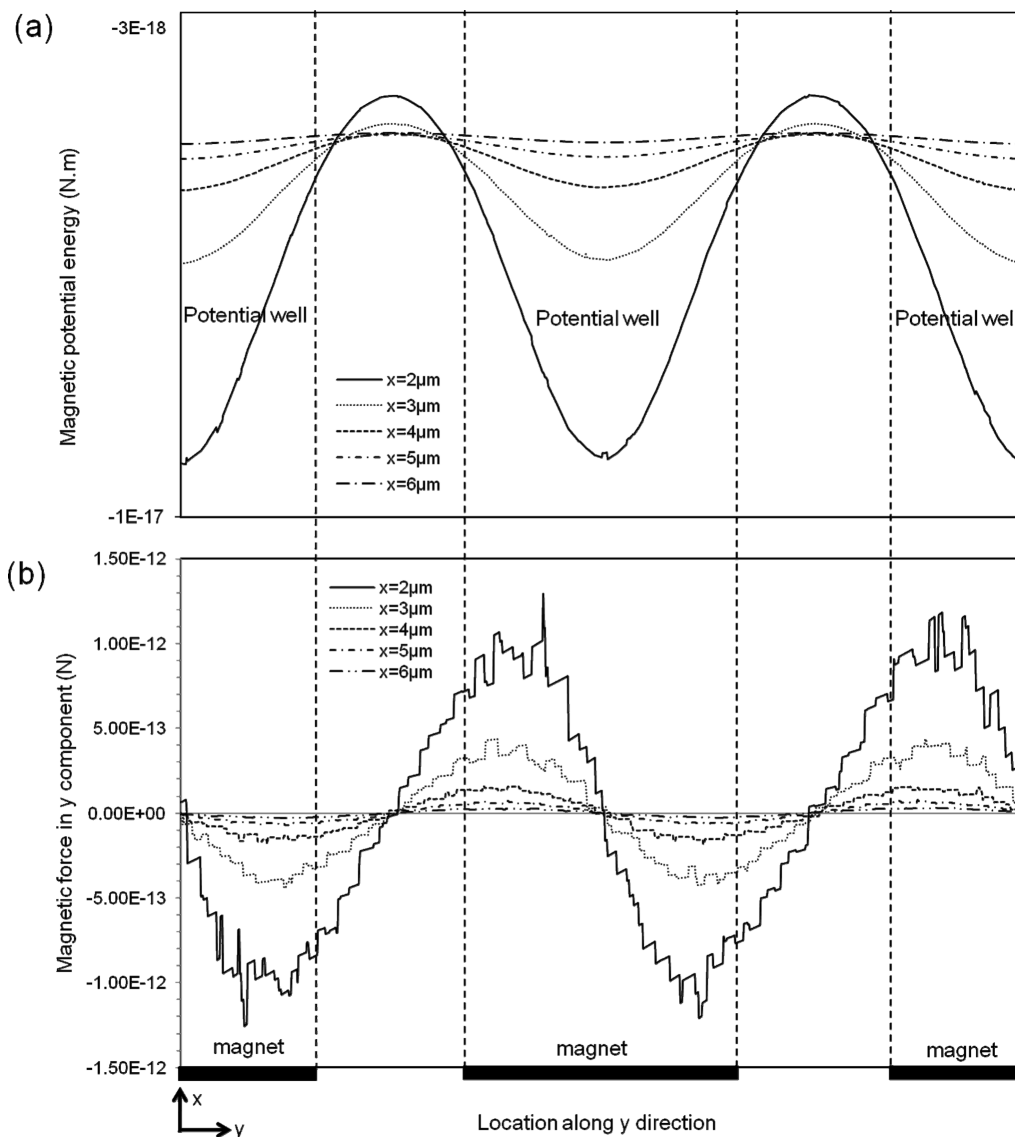 (a)
-3E-18
Magnetic potential energy (N.m)
Potential well
Potential well
Potential well
x=2µm
x=3µm
x=4µm
x=5µm
x=6µm
-1E-17
(b)
1.50E-12
x=2µm
x=3µm
x=4µm
x=5µm
x=6µm
1.00E-12
5.00E-13
0.00E+00
-5.00E-13
-1.00E-12
-1.50E-12
Magnetic force in y component (N)
magnet
magnet
magnet
x
y
Location along y direction